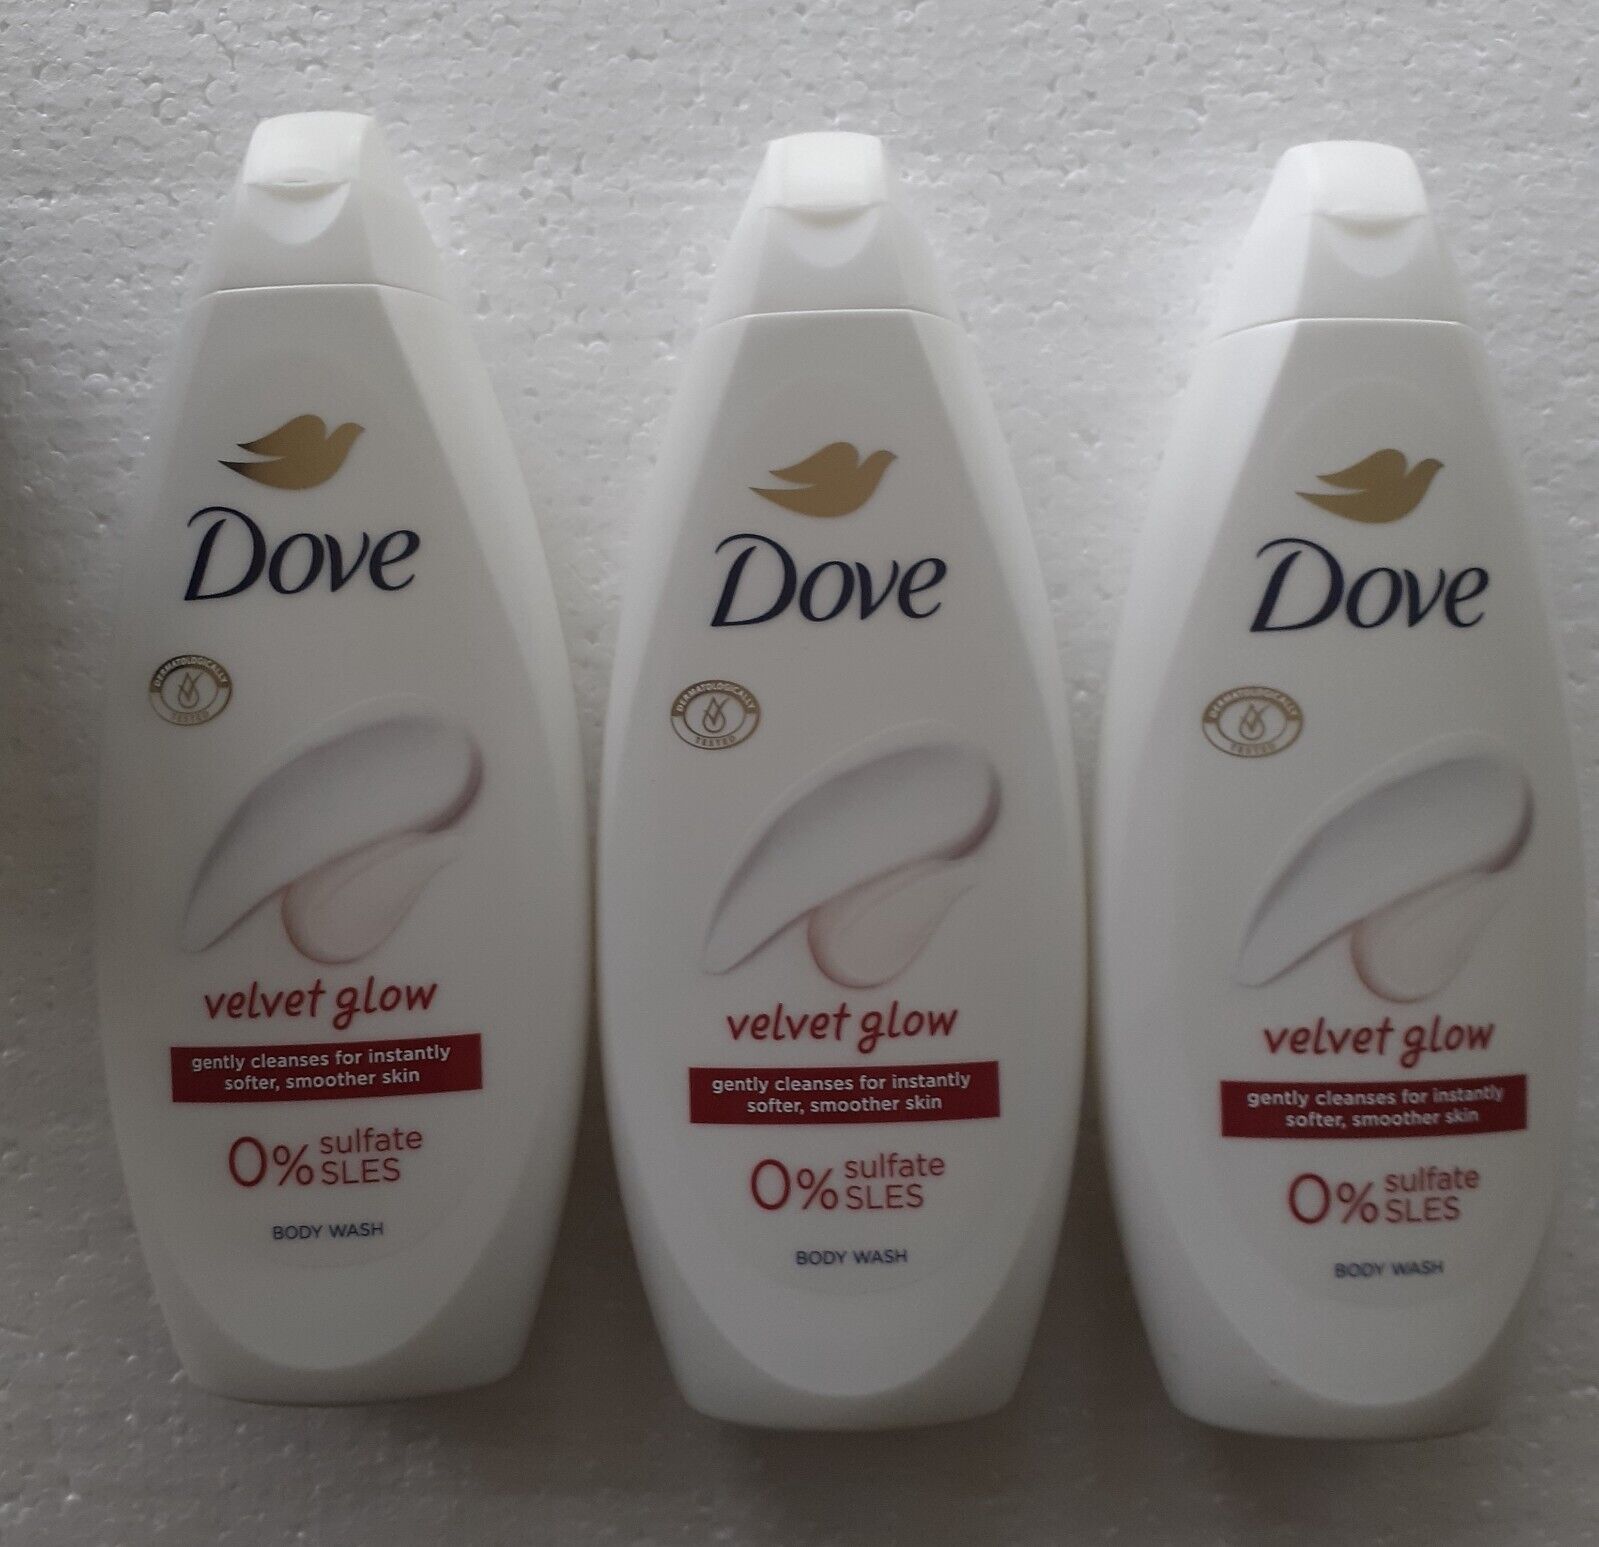 Dove
DERMATOLOGICALLY
TESTED
velvet glow
gently cleanses for instantly
softer, smoother skin
0% sulfate
SLES
BODY WASH
Dove
DERMATOLOGICALLY
TESTED
velvet glow
gently cleanses for instantly
softer, smoother skin
0% sulfate
SLES
BODY WASH
Dove
DERMATOLOGICALLY
TESTED
velvet glow
gently cleanses for instantly
softer, smoother skin
0% sulfate
SLES
BODY WASH